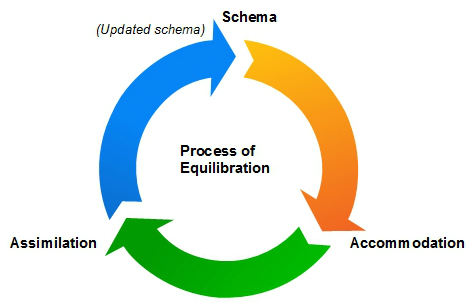 Schema
(Updated schema)
Process of
Equilibration
Assimilation
Accommodation